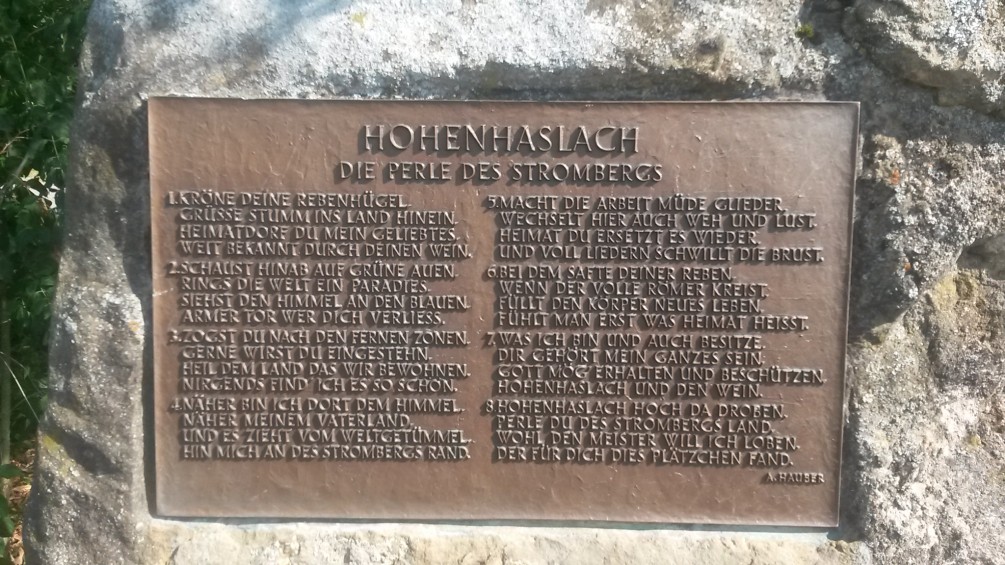 HOHENHASLACH
DIE PERLE DES STROMBERGS
1. KRÖNE DEINE REBENHÜGEL.
GRÜSSE STUMM INS LAND HINEIN.
HEIMATDORF DU MEIN GELIEBTES.
WEIT BEKANNT DURCH DEINEN WEIN.
2. SCHAUST HINAB AUF GRÜNE AUEN.
RINGS DIE WELT EIN PARADIES.
SIEHST DEN HIMMEL AN DEN BLAUEN.
ARMER TOR WER DICH VERLIESS.
3. ZOGST DU NACH DEN FERNEN ZONEN.
GERNE WIRST DU EINGESTEHN.
HEIL DEM LAND DAS WIR BEWOHNEN.
NIRGENDS FIND' ICH ES SO SCHÖN.
4. NÄHER BIN ICH DORT DEM HIMMEL.
NÄHER MEINEM VATERLAND.
UND ES ZIEHT VOM WELTGETÜMMEL.
HIN MICH AN DES STROMBERGS RAND.
5. MACHT DIE ARBEIT MÜDE GLIEDER.
WECHSELT HIER AUCH WEH UND LUST.
HEIMAT DU ERSETZT ES WIEDER.
UND VOLL LIEDERN SCHWILLT DIE BRUST.
6. BEI DEM SAFTE DEINER REBEN.
WENN DER VOLLE RÖMER KREIST.
FÜLLT DEN KÖRPER NEUES LEBEN.
FÜHLT MAN ERST WAS HEIMAT HEISST.
7. WAS ICH BIN UND AUCH BESITZE.
DIR GEHÖRT MEIN GANZES SEIN.
GOTT MÖG' ERHALTEN UND BESCHÜTZEN.
HOHENHASLACH UND DEN WEIN.
8. HOHENHASLACH HOCH DA DROBEN.
PERLE DU DES STROMBERGS LAND.
WOHL, DEN MEISTER WILL ICH LOBEN.
DER FÜR DICH DIES PLÄTZCHEN FAND.
A. HAUBER